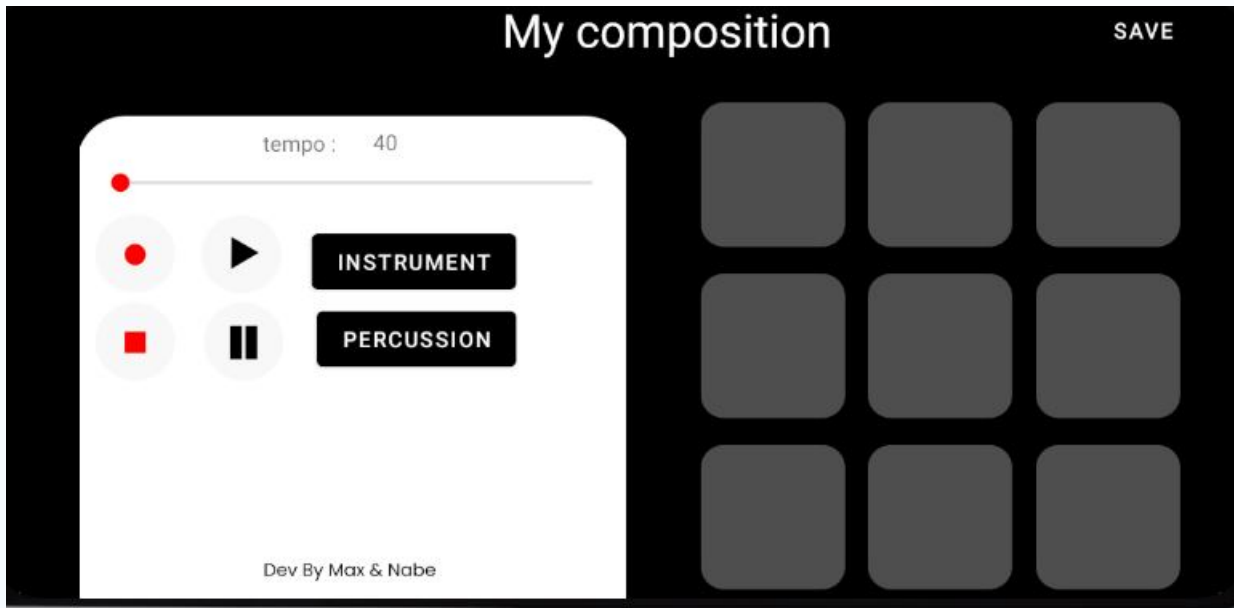 My composition
SAVE
tempo : 40
INSTRUMENT
PERCUSSION
Dev By Max & Nabe